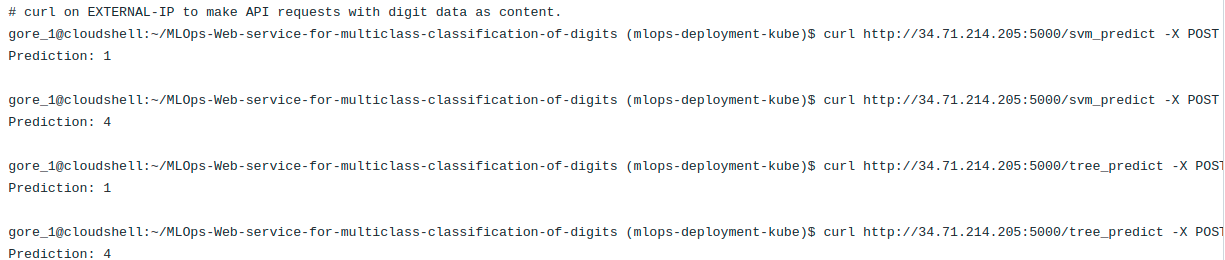 # curl on EXTERNAL-IP to make API requests with digit data as content.
gore_1@cloudshell:~/MLOps-Web-service-for-multiclass-classification-of-digits (mlops-deployment-kube)$ curl http://34.71.214.205:5000/svm_predict -X POST
Prediction: 1
gore_1@cloudshell:~/MLOps-Web-service-for-multiclass-classification-of-digits (mlops-deployment-kube)$ curl http://34.71.214.205:5000/svm_predict -X POST
Prediction: 4
gore_1@cloudshell:~/MLOps-Web-service-for-multiclass-classification-of-digits (mlops-deployment-kube)$ curl http://34.71.214.205:5000/tree_predict -X POST
Prediction: 1
gore_1@cloudshell:~/MLOps-Web-service-for-multiclass-classification-of-digits (mlops-deployment-kube)$ curl http://34.71.214.205:5000/tree_predict -X POST
Prediction: 4